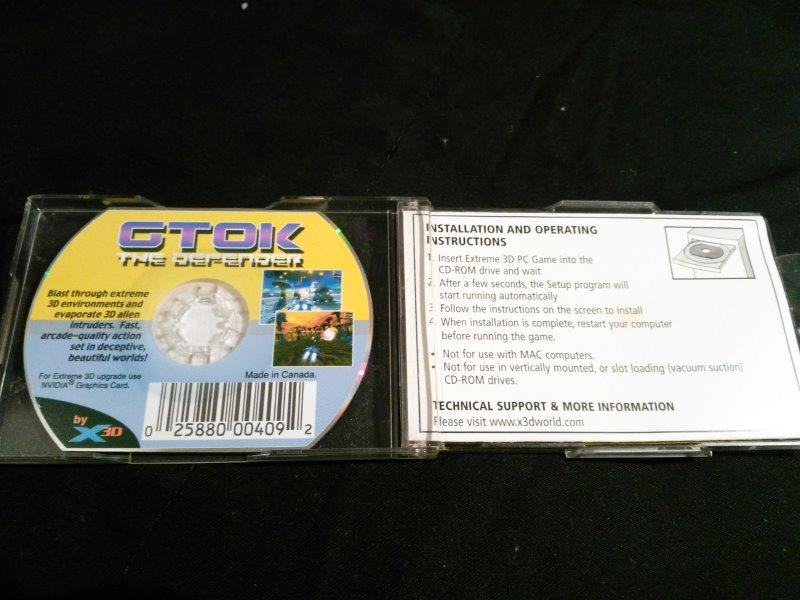 GTOK
THE DEFENDER
Blast through extreme
3D environments and
evaporate 3D alien
intruders. Fast,
arcade-quality action
set in deceptive,
beautiful worlds!
For Extreme 3D upgrade use
NVIDIA® Graphics Card.
Made in Canada.
by
X3D
0 25880 00409 2
INSTALLATION AND OPERATING
INSTRUCTIONS
1. Insert Extreme 3D PC Game into the
CD-ROM drive and wait
2. After a few seconds, the Setup program will
start running automatically
3. Follow the instructions on the screen to install
4. When installation is complete, restart your computer
before running the game.
• Not for use with MAC computers.
• Not for use in vertically mounted, or slot loading (vacuum suction)
CD-ROM drives.
TECHNICAL SUPPORT & MORE INFORMATION
Please visit www.x3dworld.com